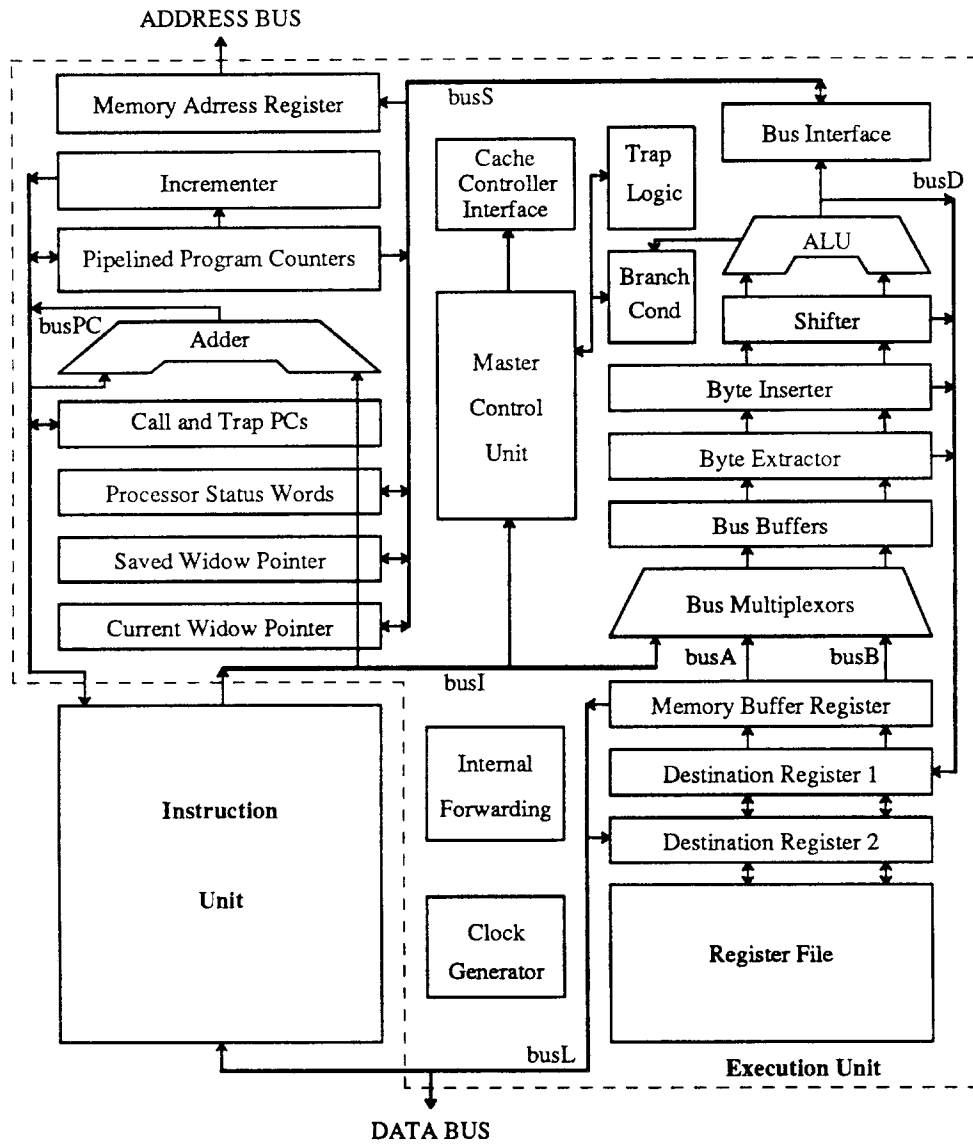 ADDRESS BUS
Memory Adrress Register
busS
Bus Interface
Incrementer
Cache
Controller
Interface
Trap
Logic
busD
Pipelined Program Counters
ALU
Branch
Cond
busPC
Adder
Shifter
Master
Control
Unit
Byte Inserter
Call and Trap PCs
Byte Extractor
Processor Status Words
Bus Buffers
Saved Widow Pointer
Bus Multiplexors
Current Widow Pointer
busA
busB
busI
Memory Buffer Register
Internal
Forwarding
Destination Register 1
Instruction
Unit
Destination Register 2
Clock
Generator
Register File
busL
Execution Unit
DATA BUS